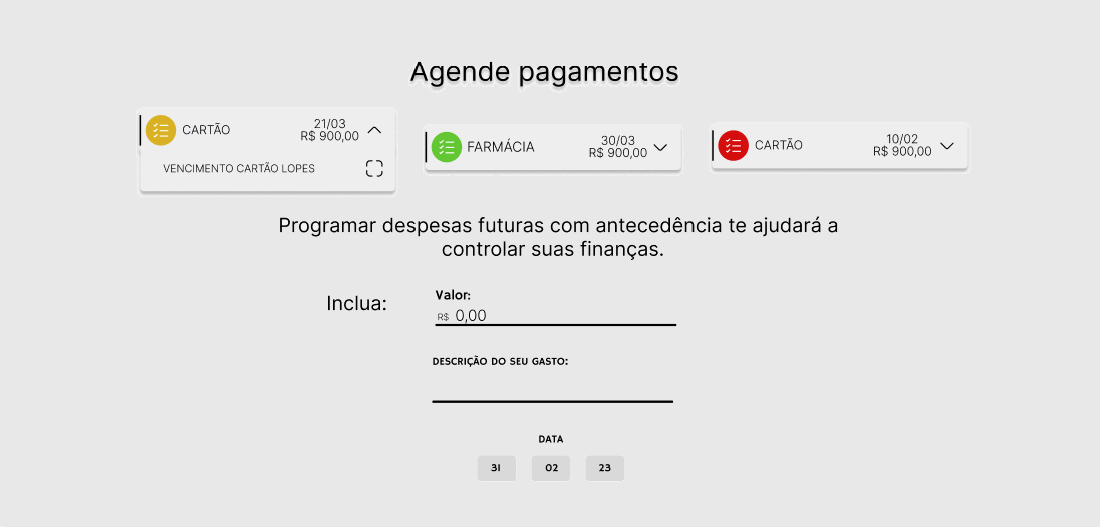 Agende pagamentos
CARTÃO
21/03
R$ 900,00
VENCIMENTO CARTÃO LOPES
FARMÁCIA
30/03
R$ 900,00
CARTÃO
10/02
R$ 900,00
Programar despesas futuras com antecedência te ajudará a
controlar suas finanças.
Inclua:
Valor:
R$ 0,00
DESCRIÇÃO DO SEU GASTO:
DATA
31 02 23